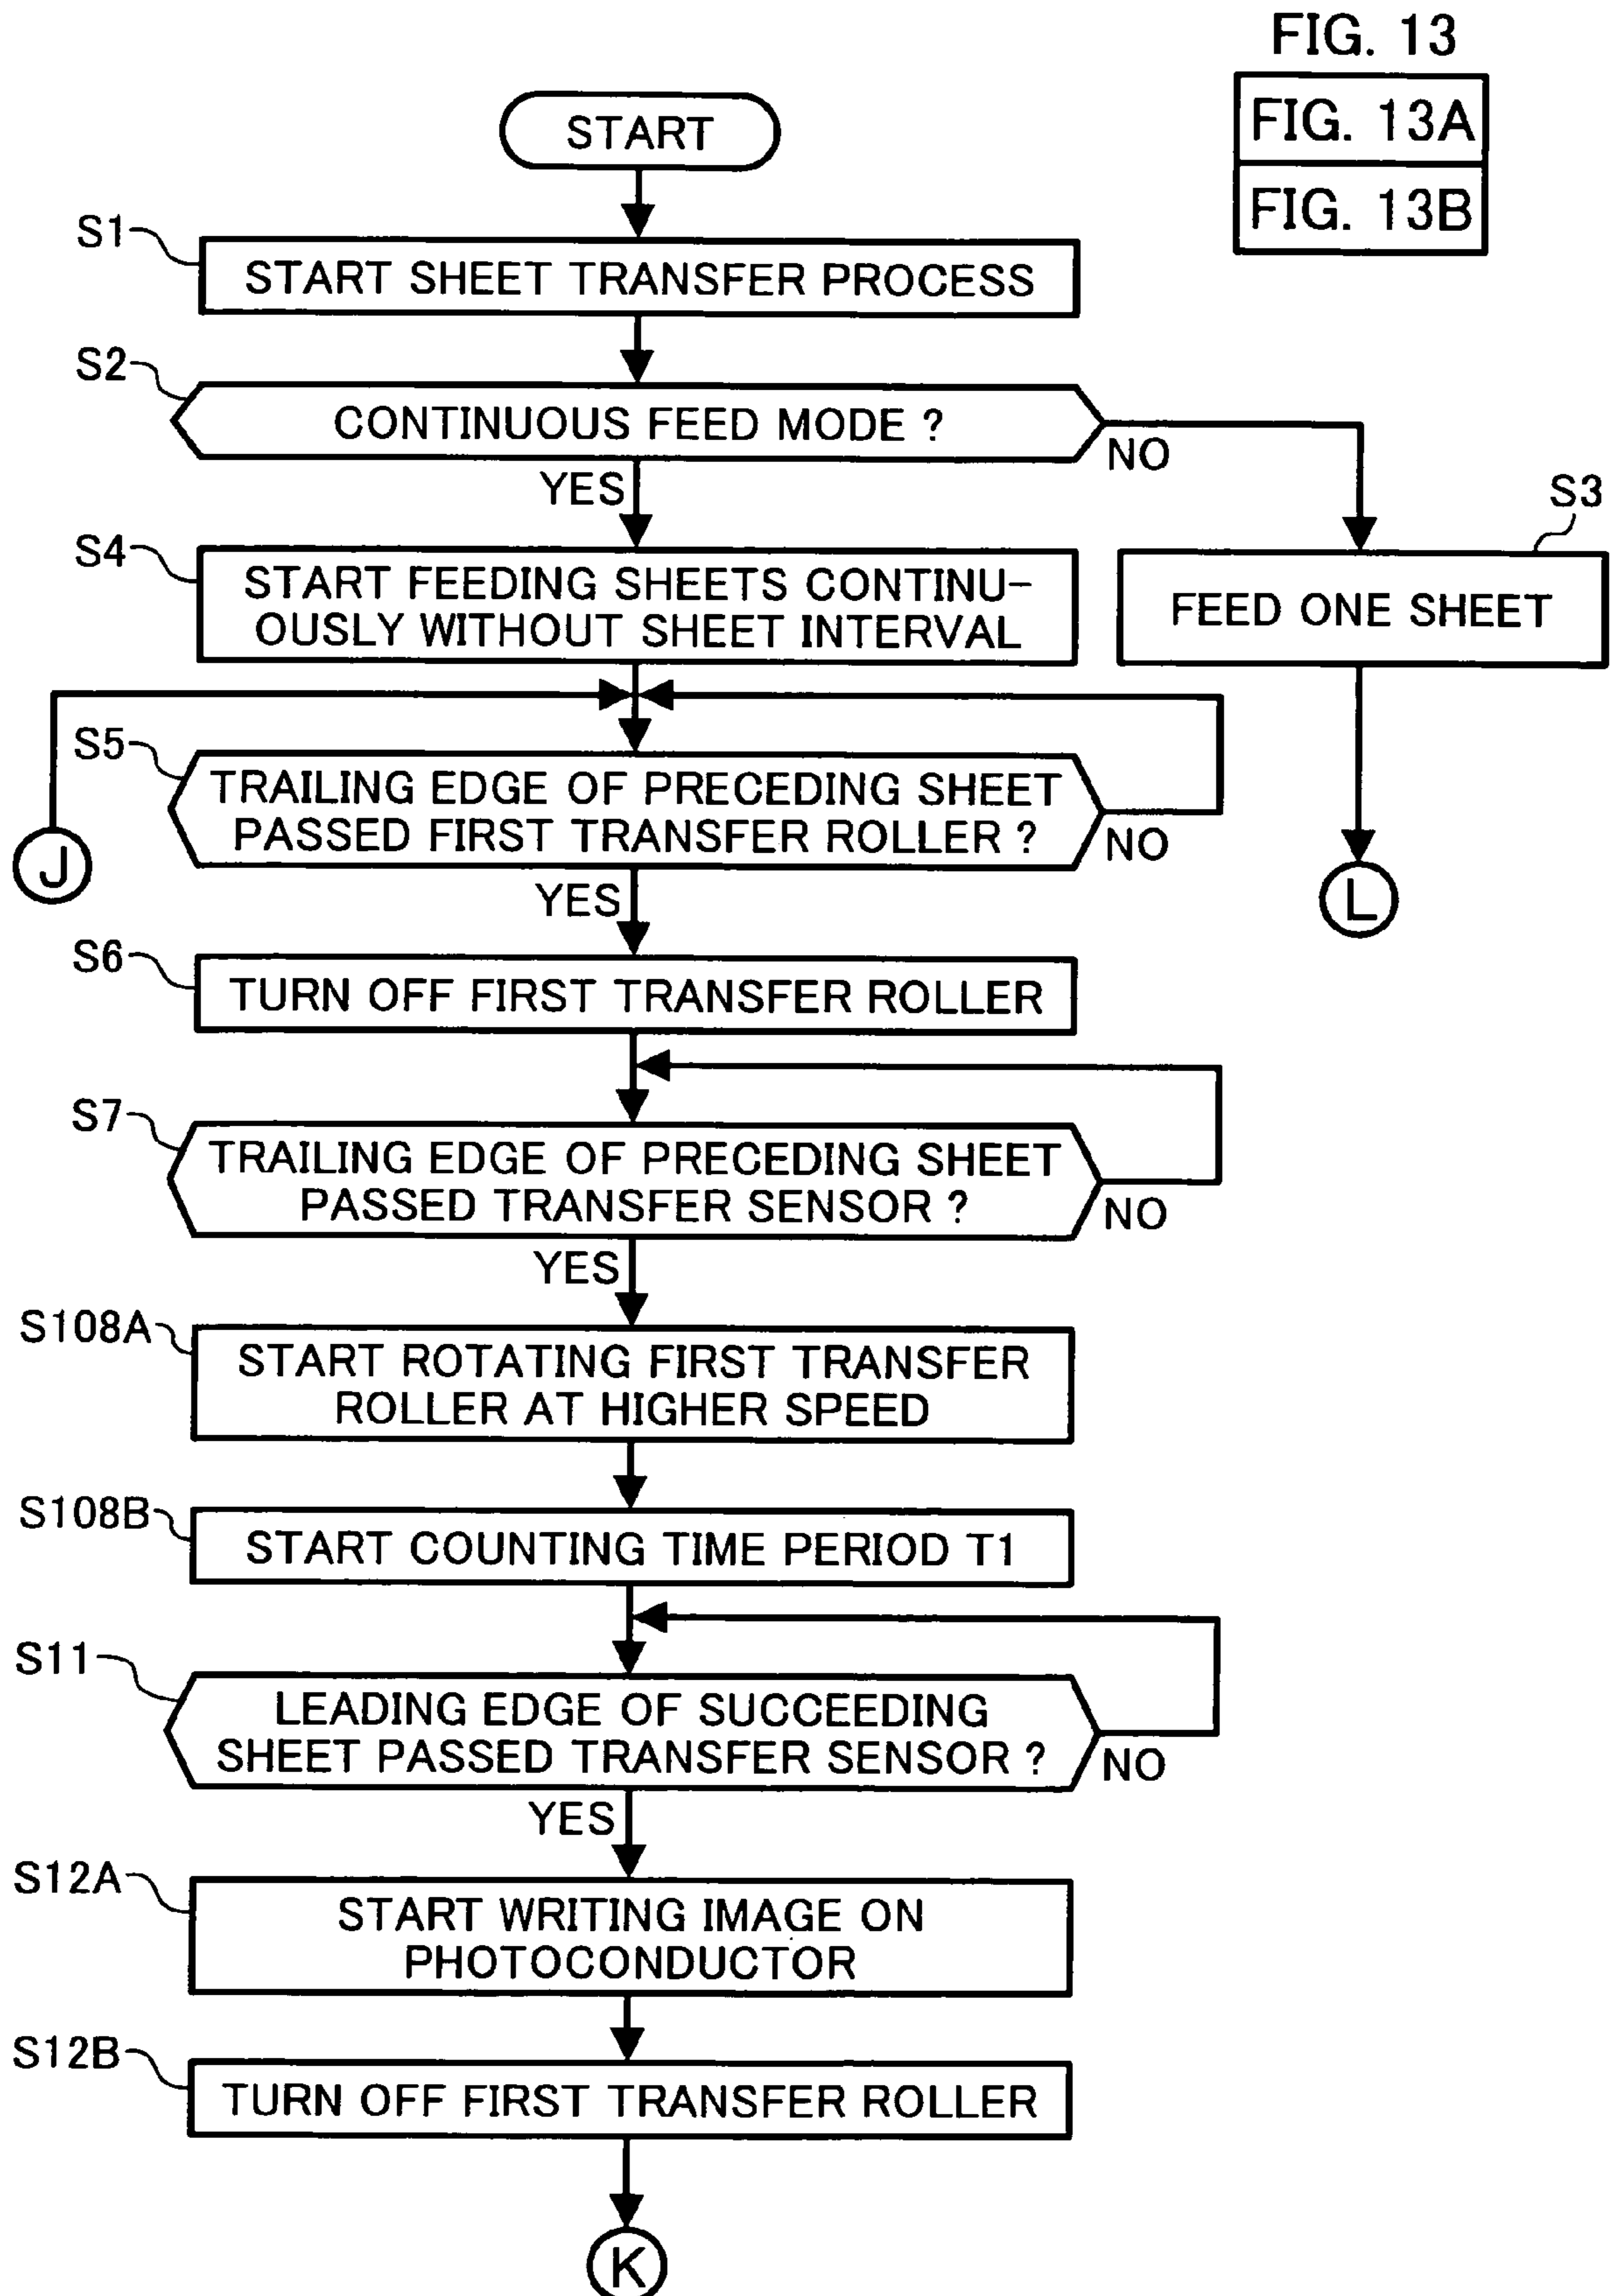 FIG. 13
FIG. 13A
FIG. 13B
START
S1
START SHEET TRANSFER PROCESS
S2
CONTINUOUS FEED MODE ?
NO
YES
S3
FEED ONE SHEET
L
S4
START FEEDING SHEETS CONTINU-
OUSLY WITHOUT SHEET INTERVAL
J
S5
TRAILING EDGE OF PRECEDING SHEET
PASSED FIRST TRANSFER ROLLER ?
NO
YES
S6
TURN OFF FIRST TRANSFER ROLLER
S7
TRAILING EDGE OF PRECEDING SHEET
PASSED TRANSFER SENSOR ?
NO
YES
S108A
START ROTATING FIRST TRANSFER
ROLLER AT HIGHER SPEED
S108B
START COUNTING TIME PERIOD T1
S11
LEADING EDGE OF SUCCEEDING
SHEET PASSED TRANSFER SENSOR ?
NO
YES
S12A
START WRITING IMAGE ON
PHOTOCONDUCTOR
S12B
TURN OFF FIRST TRANSFER ROLLER
K